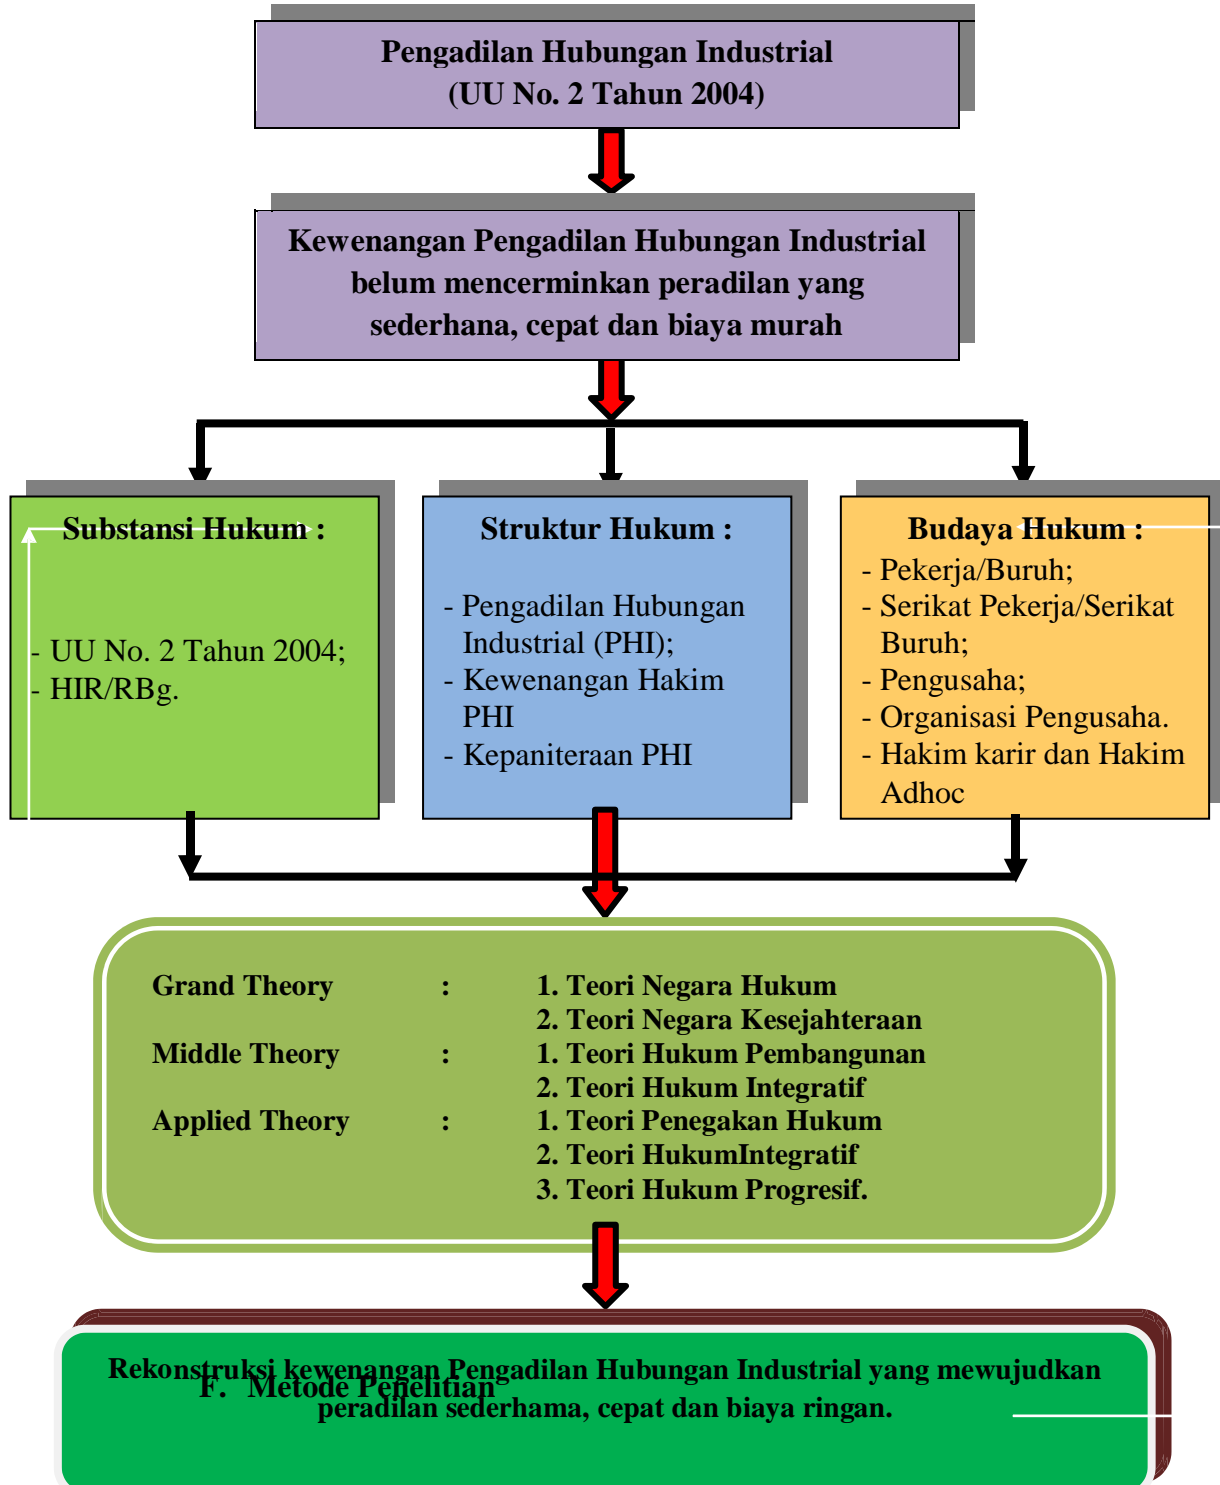 Pengadilan Hubungan Industrial
(UU No. 2 Tahun 2004)
Kewenangan Pengadilan Hubungan Industrial
belum mencerminkan peradilan yang
sederhana, cepat dan biaya murah
Substansi Hukum :
- UU No. 2 Tahun 2004;
- HIR/RBg.
Struktur Hukum :
- Pengadilan Hubungan
Industrial (PHI);
- Kewenangan Hakim
PHI
- Kepaniteraan PHI
Budaya Hukum :
- Pekerja/Buruh;
- Serikat Pekerja/Serikat
Buruh;
- Pengusaha;
- Organisasi Pengusaha.
- Hakim karir dan Hakim
Adhoc
Grand Theory : 1. Teori Negara Hukum
2. Teori Negara Kesejahteraan
Middle Theory : 1. Teori Hukum Pembangunan
2. Teori Hukum Integratif
Applied Theory : 1. Teori Penegakan Hukum
2. Teori HukumIntegratif
3. Teori Hukum Progresif.
Rekonstruksi kewenangan Pengadilan Hubungan Industrial yang mewujudkan
F. Metode Penelitian
peradilan sederhama, cepat dan biaya ringan.